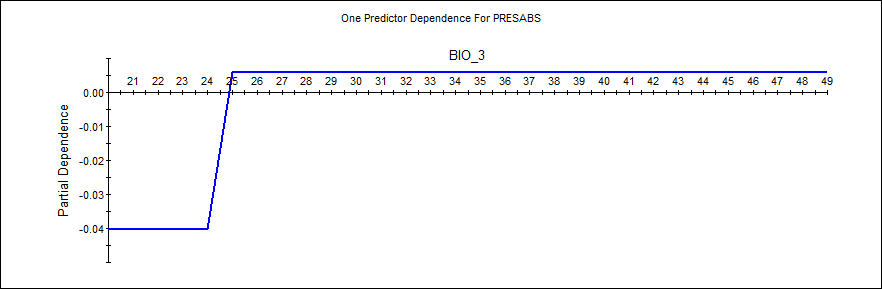 One Predictor Dependence For PRESABS
BIO_3
21 22 23 24 25 26 27 28 29 30 31 32 33 34 35 36 37 38 39 40 41 42 43 44 45 46 47 48 49
0.00
-0.01
-0.02
-0.03
-0.04
Partial Dependence